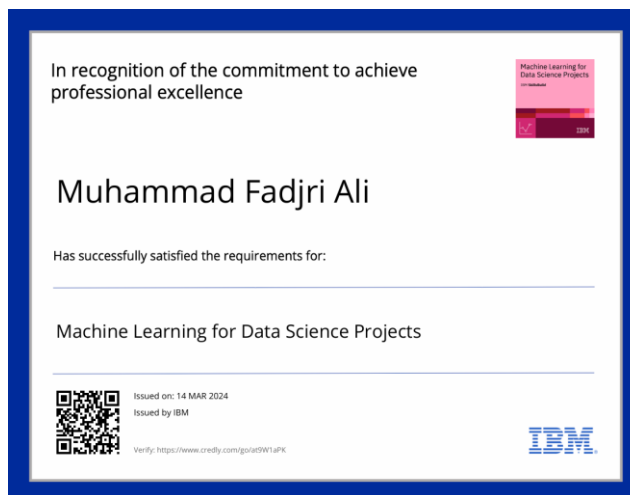 In recognition of the commitment to achieve
professional excellence
Machine Learning for
Data Science Projects
IBM SkillsBuild
IBM
Muhammad Fadjri Ali
Has successfully satisfied the requirements for:
Machine Learning for Data Science Projects
Issued on: 14 MAR 2024
Issued by IBM
Verify: https://www.credly.com/go/at9W1aPK
IBM.